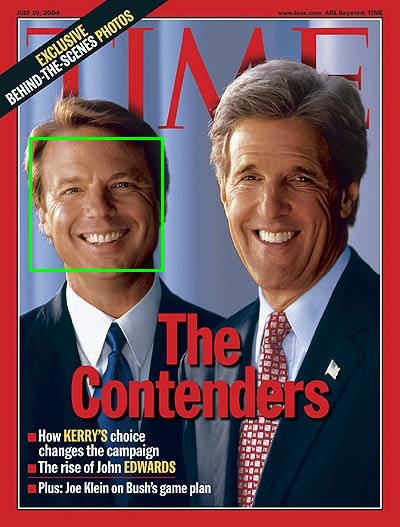 JULY 19, 2004
www.time.com AOL Keyword: TIME
EXCLUSIVE
BEHIND-THE-SCENES PHOTOS
TIME
The
Contenders
How KERRY'S choice
changes the campaign
The rise of John EDWARDS
Plus: Joe Klein on Bush's game plan